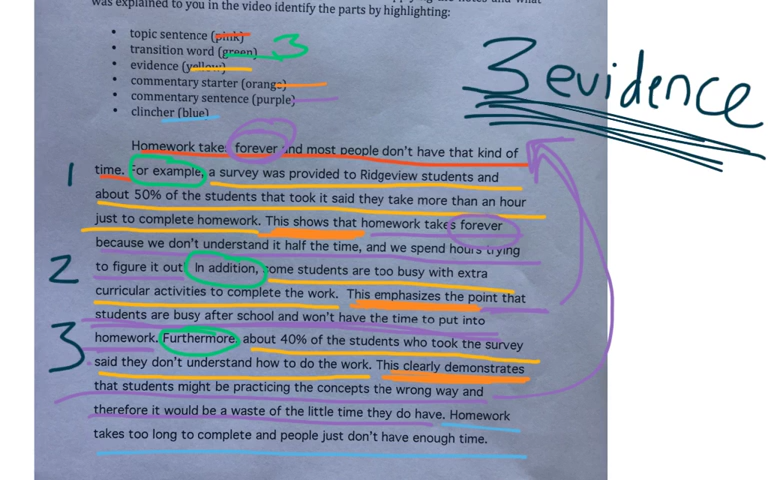 was explained to you in the video identify the parts by highlighting:
• topic sentence (pink)
• transition word (green) 3
• evidence (yellow)
• commentary starter (orange)
• commentary sentence (purple)
• clincher (blue)
3 evidence
Homework takes forever and most people don't have that kind of
1 time. For example, a survey was provided to Ridgeview students and
about 50% of the students that took it said they take more than an hour
just to complete homework. This shows that homework takes forever
because we don't understand it half the time, and we spend hours trying
2 to figure it out. In addition, some students are too busy with extra
curricular activities to complete the work. This emphasizes the point that
students are busy after school and won't have the time to put into
3 homework. Furthermore, about 40% of the students who took the survey
said they don't understand how to do the work. This clearly demonstrates
that students might be practicing the concepts the wrong way and
therefore it would be a waste of the little time they do have. Homework
takes too long to complete and people just don't have enough time.